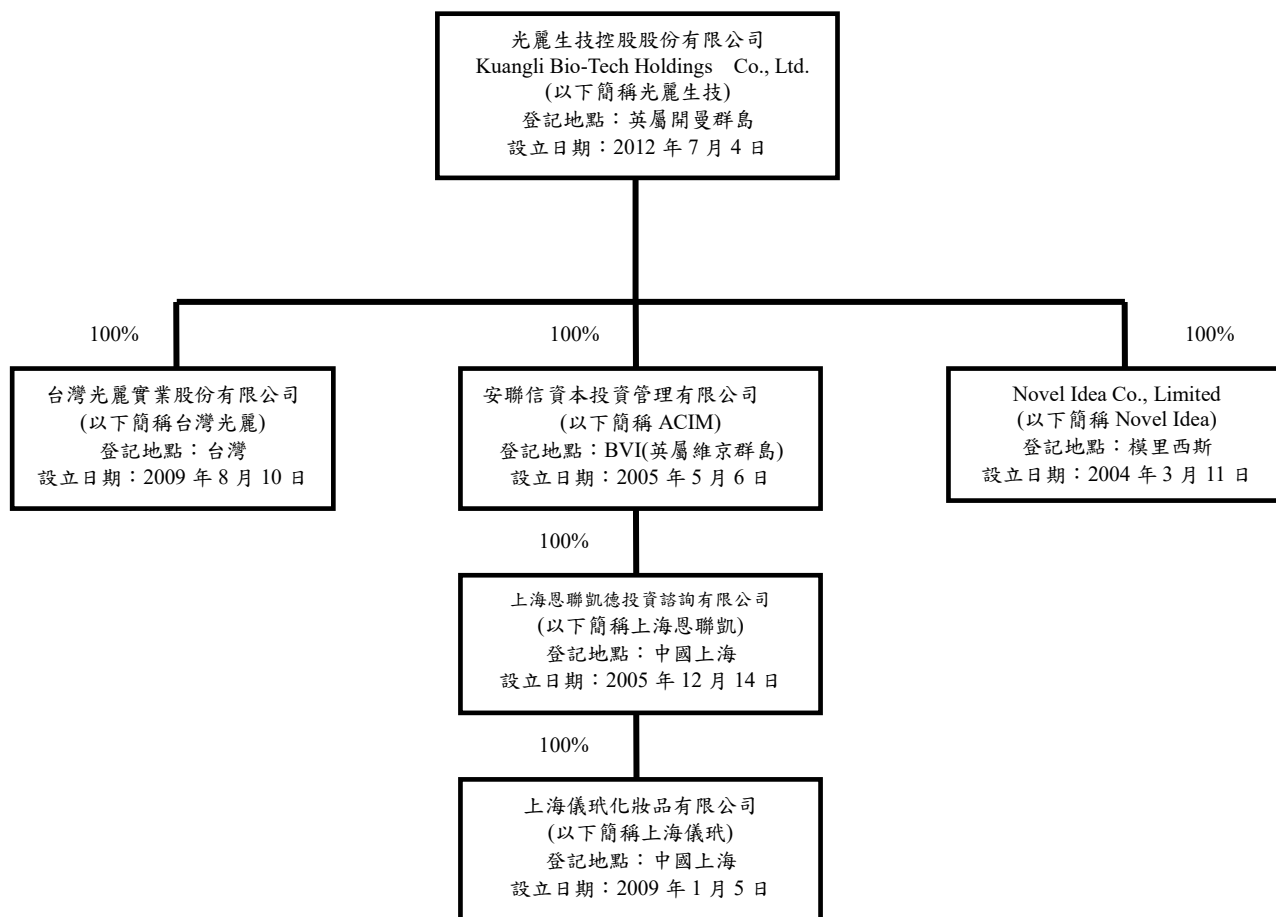 光麗生技控股股份有限公司
Kuangli Bio-Tech Holdings Co., Ltd.
(以下簡稱光麗生技)
登記地點：英屬開曼群島
設立日期：2012 年 7 月 4 日
100%
100%
100%
台灣光麗實業股份有限公司
(以下簡稱台灣光麗)
登記地點：台灣
設立日期：2009 年 8 月 10 日
安聯信資本投資管理有限公司
(以下簡稱 ACIM)
登記地點：BVI(英屬維京群島)
設立日期：2005 年 5 月 6 日
Novel Idea Co., Limited
(以下簡稱 Novel Idea)
登記地點：模里西斯
設立日期：2004 年 3 月 11 日
100%
上海恩聯凱德投資諮詢有限公司
(以下簡稱上海恩聯凱)
登記地點：中國上海
設立日期：2005 年 12 月 14 日
100%
上海儀玳化妝品有限公司
(以下簡稱上海儀玳)
登記地點：中國上海
設立日期：2009 年 1 月 5 日